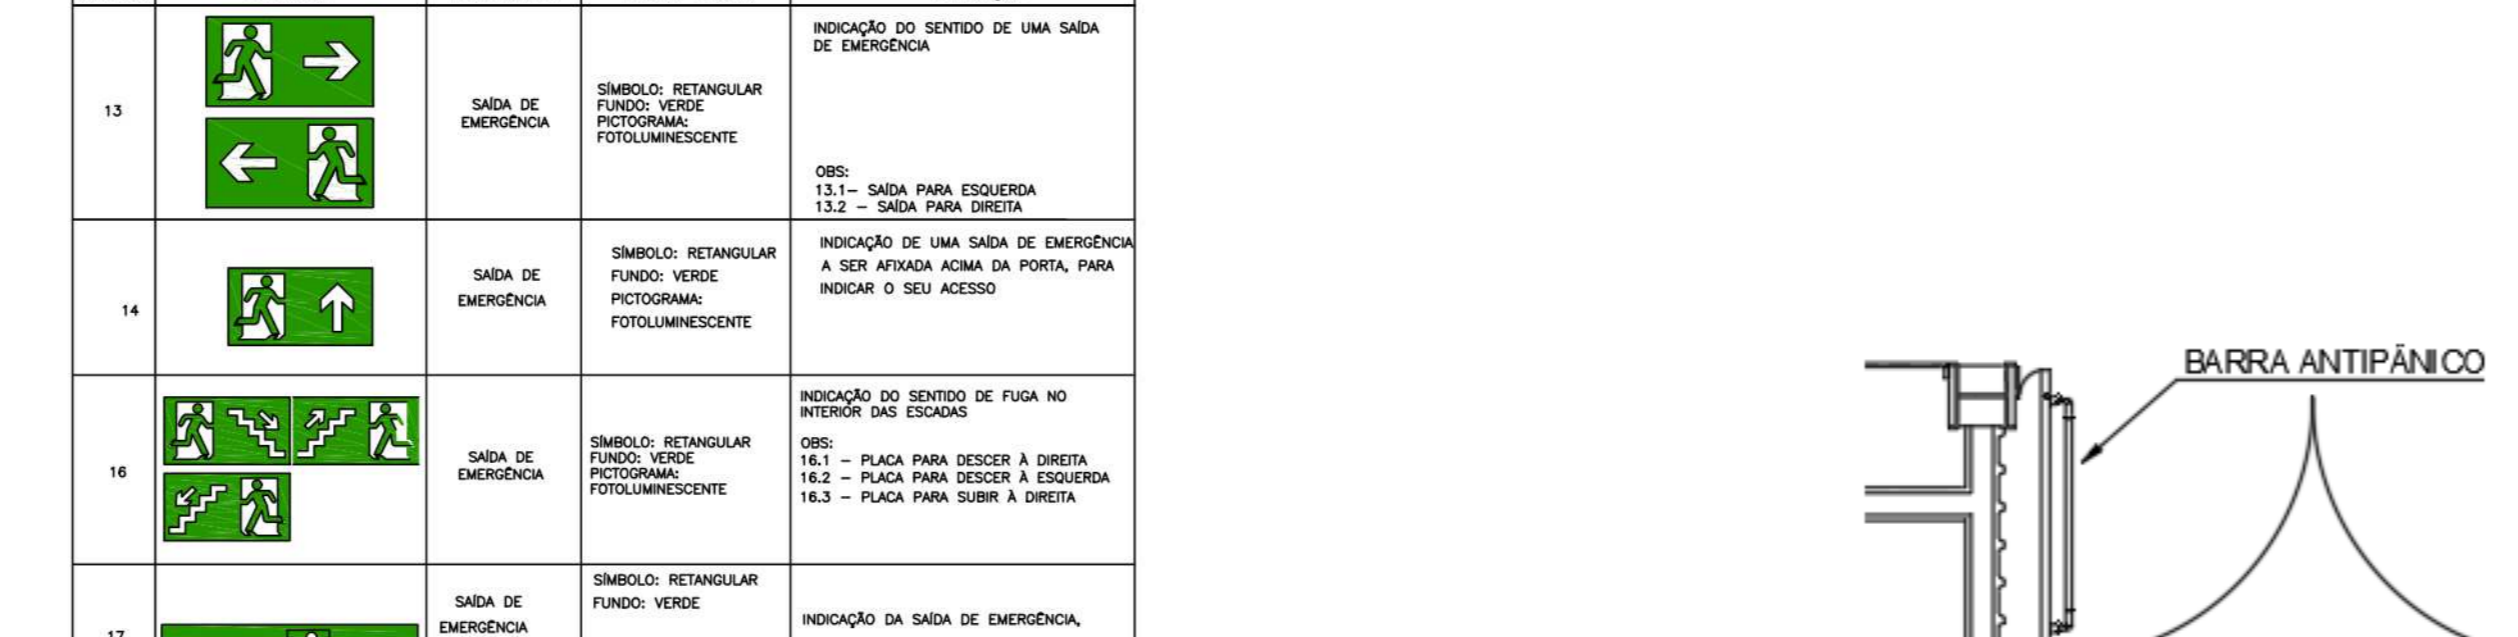 13
SAÍDA DE
EMERGÊNCIA
SÍMBOLO: RETANGULAR
FUNDO: VERDE
PICTOGRAMA:
FOTOLUMINESCENTE
INDICAÇÃO DO SENTIDO DE UMA SAÍDA
DE EMERGÊNCIA
OBS:
13.1– SAÍDA PARA ESQUERDA
13.2 – SAÍDA PARA DIREITA
14
SAÍDA DE
EMERGÊNCIA
SÍMBOLO: RETANGULAR
FUNDO: VERDE
PICTOGRAMA:
FOTOLUMINESCENTE
INDICAÇÃO DE UMA SAÍDA DE EMERGÊNCIA
A SER AFIXADA ACIMA DA PORTA, PARA
INDICAR O SEU ACESSO
16
SAÍDA DE
EMERGÊNCIA
SÍMBOLO: RETANGULAR
FUNDO: VERDE
PICTOGRAMA:
FOTOLUMINESCENTE
INDICAÇÃO DO SENTIDO DE FUGA NO
INTERIOR DAS ESCADAS
OBS:
16.1 – PLACA PARA DESCER À DIREITA
16.2 – PLACA PARA DESCER À ESQUERDA
16.3 – PLACA PARA SUBIR À DIREITA
17
SAÍDA DE
EMERGÊNCIA
SÍMBOLO: RETANGULAR
FUNDO: VERDE
INDICAÇÃO DA SAÍDA DE EMERGÊNCIA,
BARRA ANTIPÂNICO